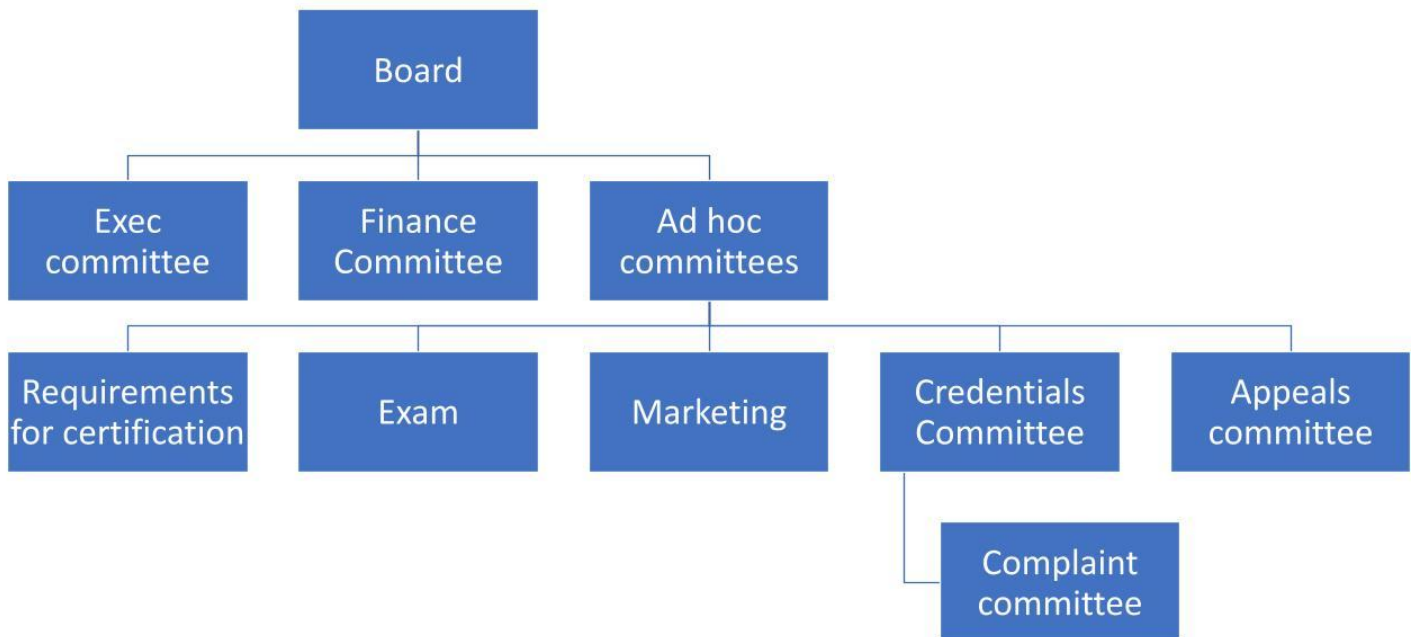 Board
Exec
committee
Finance
Committee
Ad hoc
committees
Requirements
for certification
Exam
Marketing
Credentials
Committee
Appeals
committee
Complaint
committee